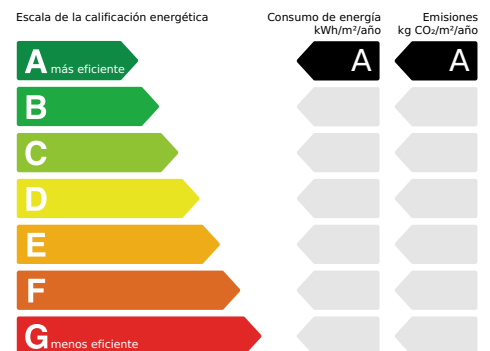 Escala de la calificación energética
Consumo de energía
kWh/m²/año
Emisiones
kg CO₂/m²/año
A más eficiente
A
A
B
C
D
E
F
G menos eficiente